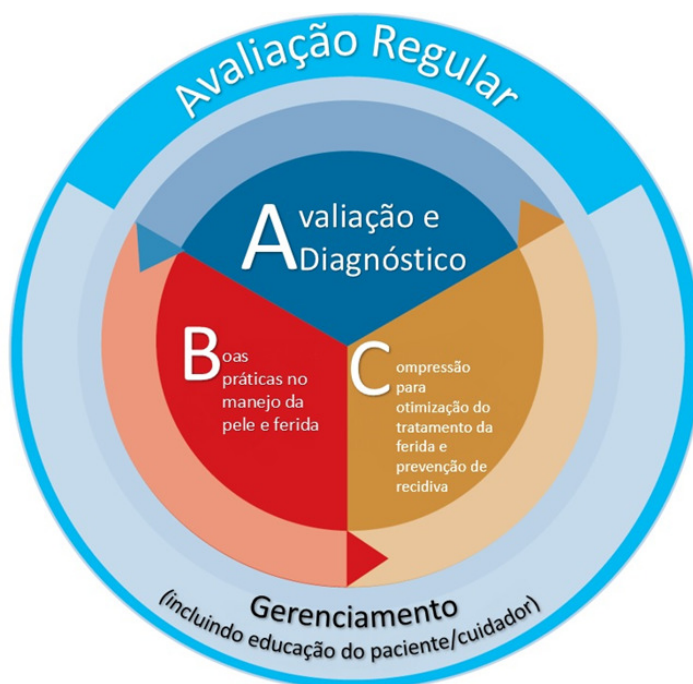 Avaliação Regular
Avaliação e
Diagnóstico
Boas
práticas no
manejo da
pele e ferida
Compressão
para
otimização do
tratamento da
ferida e
prevenção de
recidiva
Gerenciamento
(incluindo educação do paciente/cuidador)